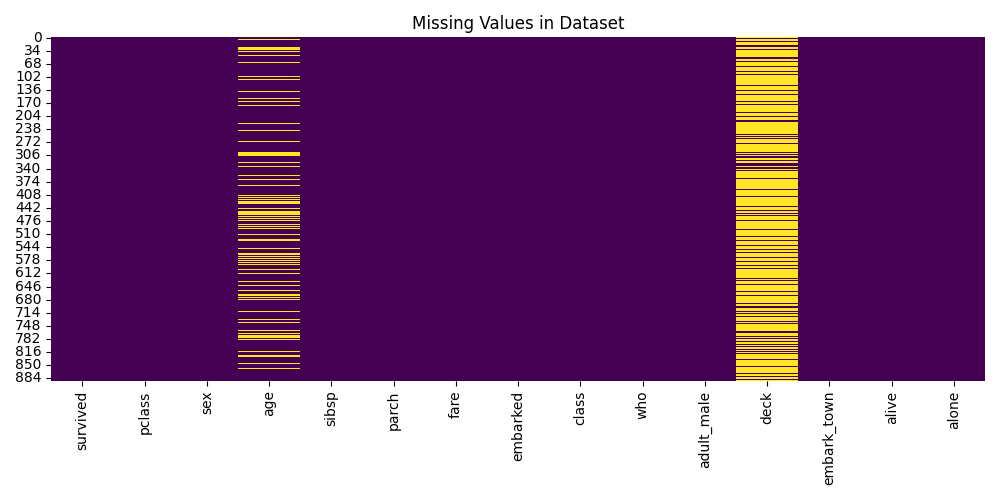 Missing Values in Dataset
0
34
68
102
136
170
204
238
272
306
340
374
408
442
476
510
544
578
612
646
680
714
748
782
816
850
884
survived
pclass
sex
age
sibsp
parch
fare
embarked
class
who
adult_male
deck
embark_town
alive
alone